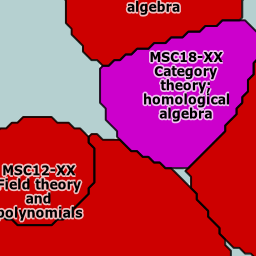 algebra
MSC18-XX
Category
theory;
homological
algebra
MSC12-XX
Field theory
and
polynomials